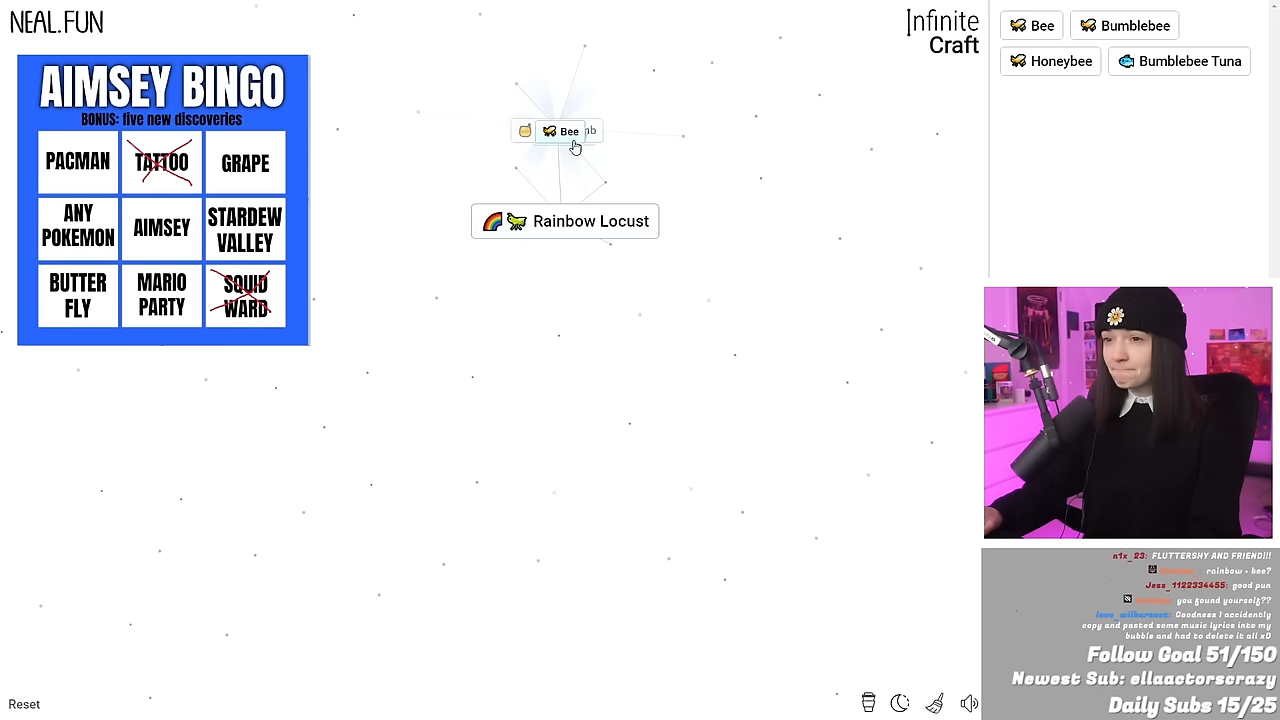 NEAL.FUN
Infinite
Craft
Bee
Bumblebee
Honeybee
Bumblebee Tuna
AIMSEY BINGO
BONUS: five new discoveries
PACMAN
TATTOO
GRAPE
ANY
POKEMON
AIMSEY
STARDEW
VALLEY
BUTTER
FLY
MARIO
PARTY
SQUID
WARD
Bee
Rainbow Locust
n1x_23: FLUTTERSHY AND FRIEND!!!
rainbow + bee?
Jess_1122334455: good pun
you found yourself??
Goodness I accidently
copy and pasted some music lyrics into my
bubble and had to delete it all xD
Follow Goal 51/150
Newest Sub: ellaactorscrazy
Daily Subs 15/25
Reset